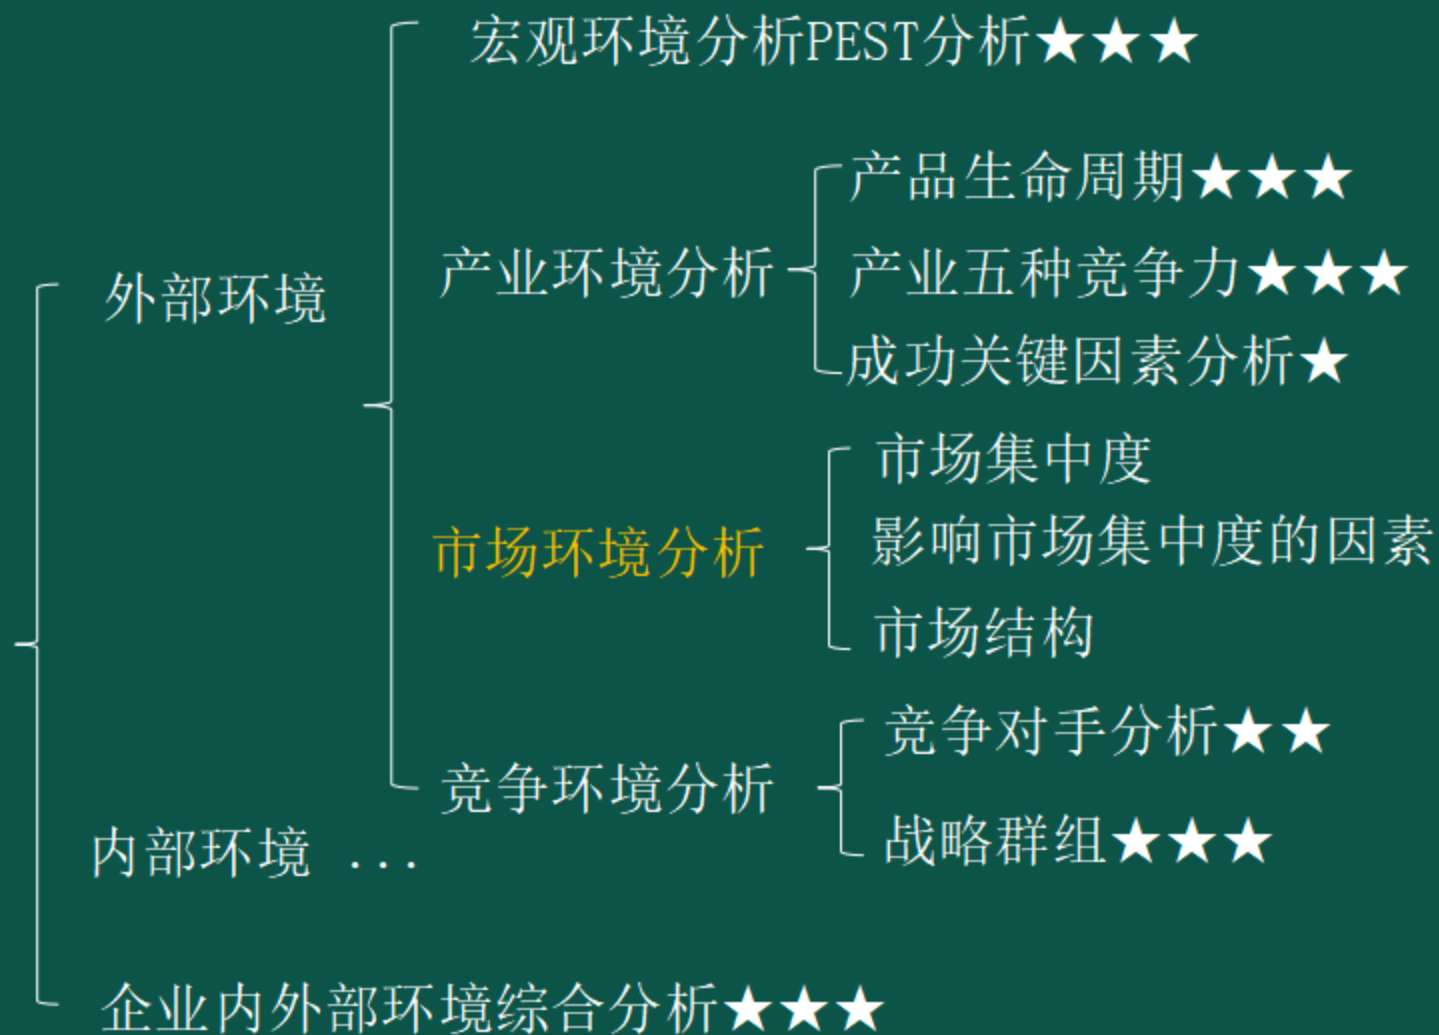 宏观环境分析PEST分析★★★
产品生命周期★★★
产业环境分析
产业五种竞争力★★★
外部环境
成功关键因素分析★
市场集中度
影响市场集中度的因素
市场环境分析
市场结构
竞争对手分析★★
竞争环境分析
战略群组★★★
内部环境 ...
企业内外部环境综合分析★★★